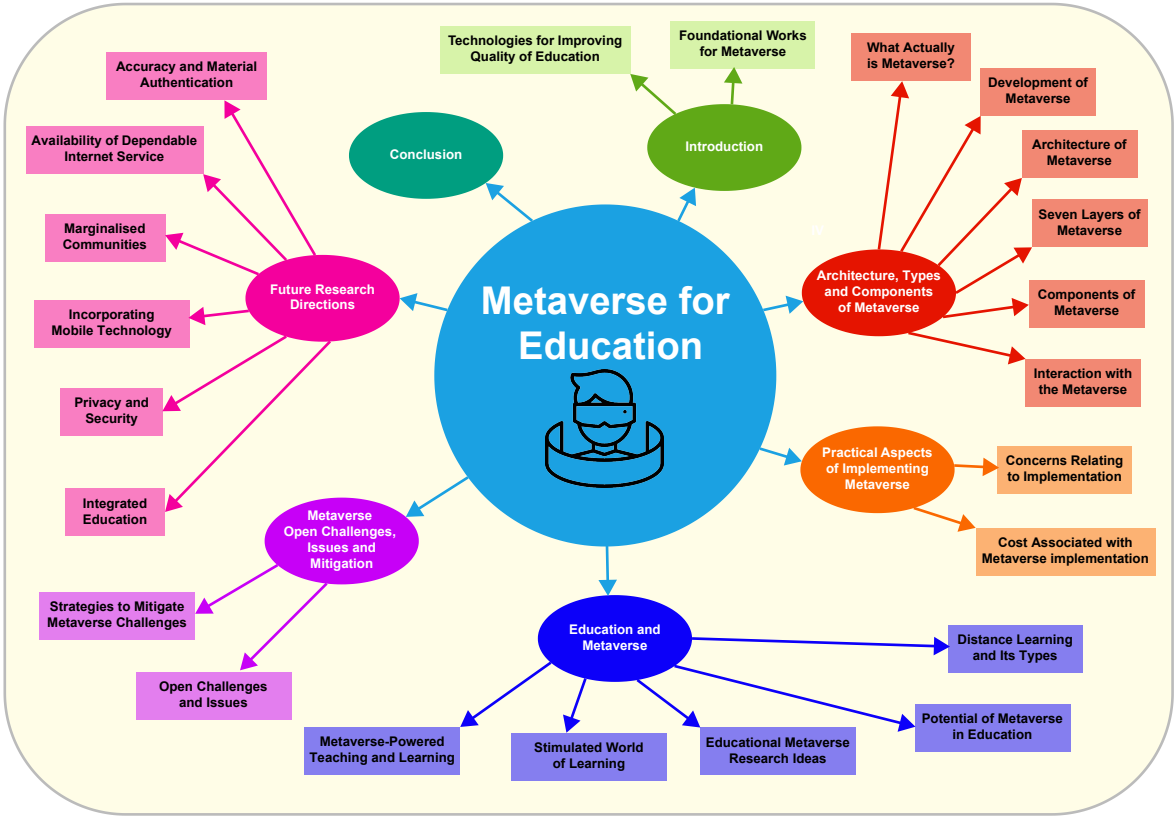 Metaverse for
Education
Introduction
Technologies for Improving
Quality of Education
Foundational Works
for Metaverse
Architecture, Types
and Components
of Metaverse
What Actually
is Metaverse?
Development of
Metaverse
Architecture of
Metaverse
Seven Layers of
Metaverse
Components of
Metaverse
Interaction with
the Metaverse
Practical Aspects
of Implementing
Metaverse
Concerns Relating
to Implementation
Cost Associated with
Metaverse implementation
Education and
Metaverse
Distance Learning
and Its Types
Potential of Metaverse
in Education
Educational Metaverse
Research Ideas
Stimulated World
of Learning
Metaverse-Powered
Teaching and Learning
Metaverse
Open Challenges,
Issues and
Mitigation
Strategies to Mitigate
Metaverse Challenges
Open Challenges
and Issues
Future Research
Directions
Accuracy and Material
Authentication
Availability of Dependable
Internet Service
Marginalised
Communities
Incorporating
Mobile Technology
Privacy and
Security
Integrated
Education
Conclusion